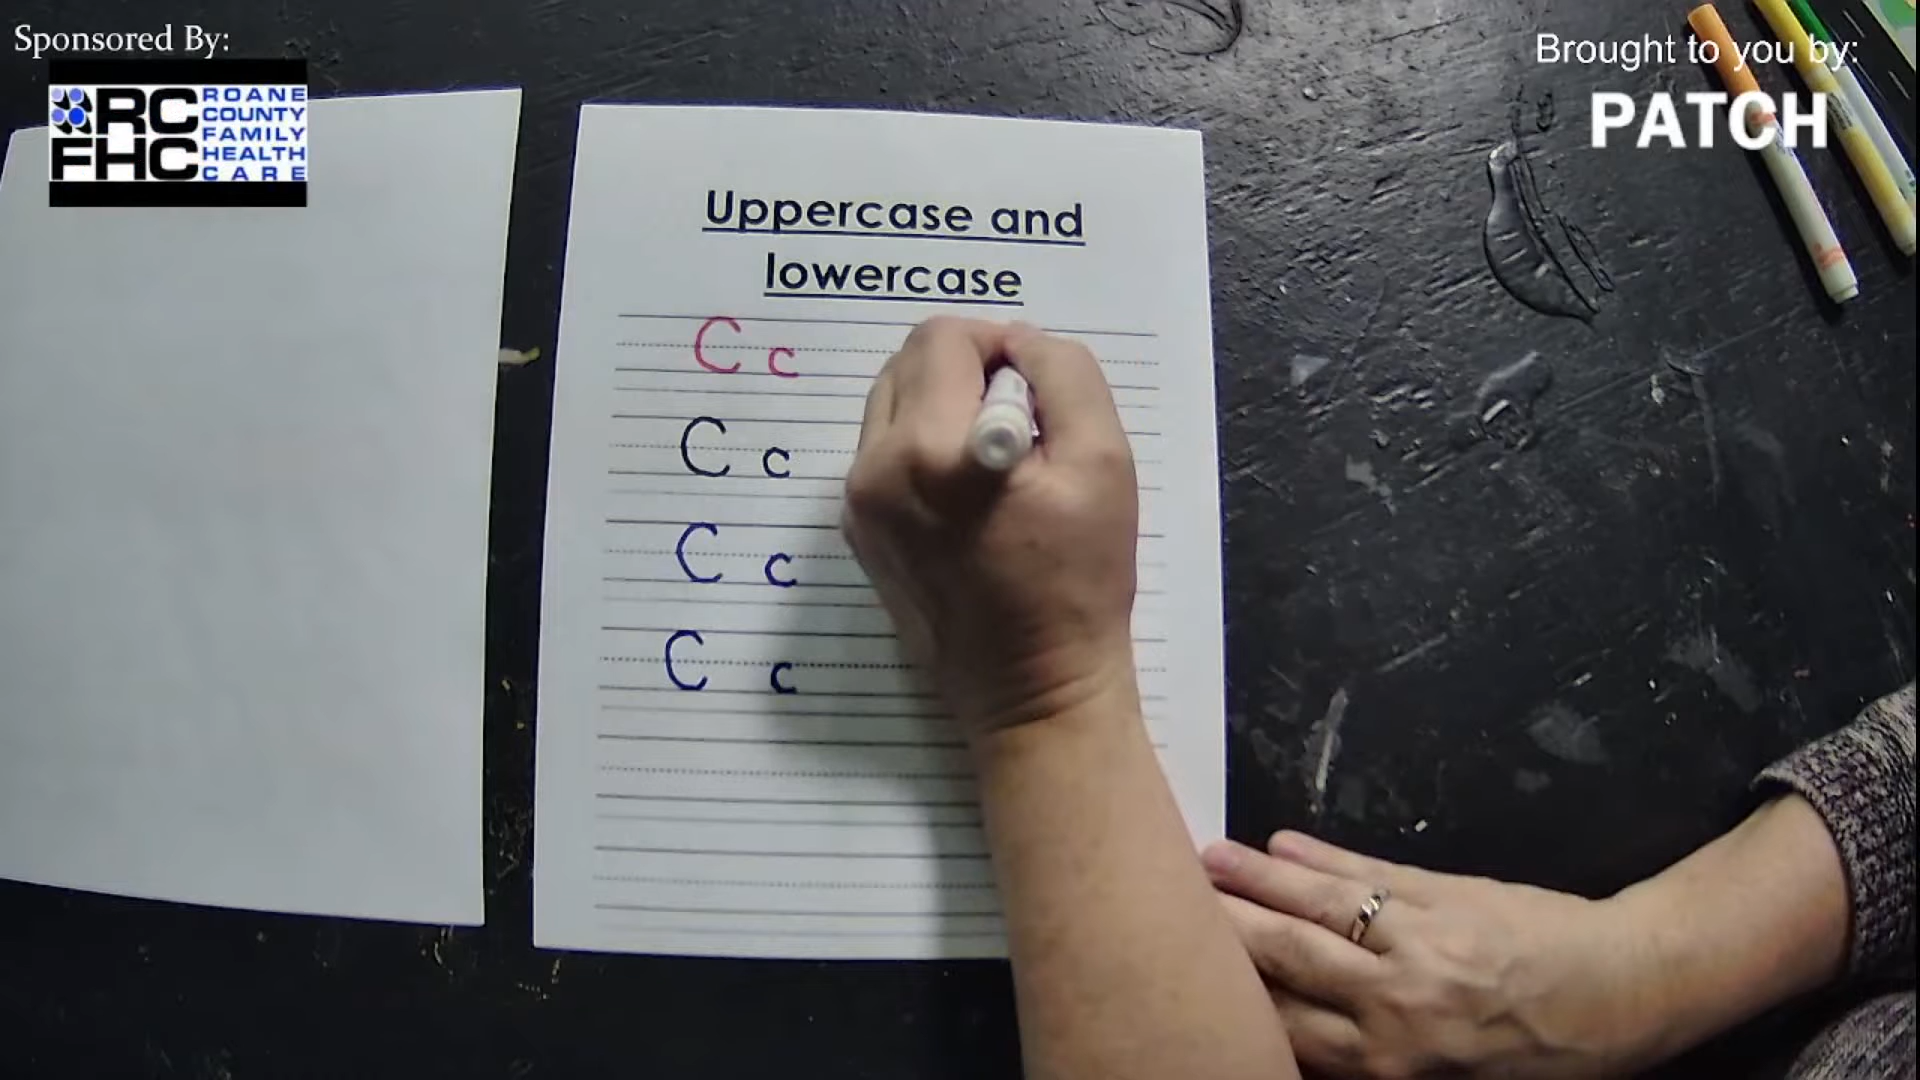 Sponsored By:
RC FHC
ROANE
COUNTY
FAMILY
HEALTH
CARE
Brought to you by:
PATCH
Uppercase and
lowercase
C c
C c
C c
C c